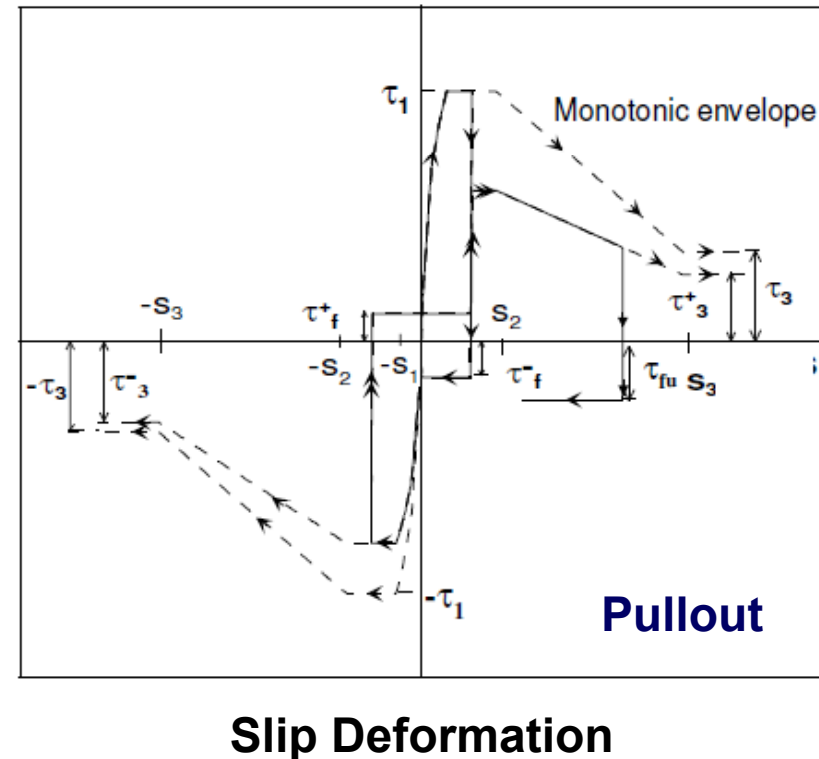 τ1
Monotonic envelope
-s3
τ+f
s2
τ+3
τ3
-τ3
τ-3
-s2
-s1
τ-f
τfu
s3
-τ1
Pullout
Slip Deformation